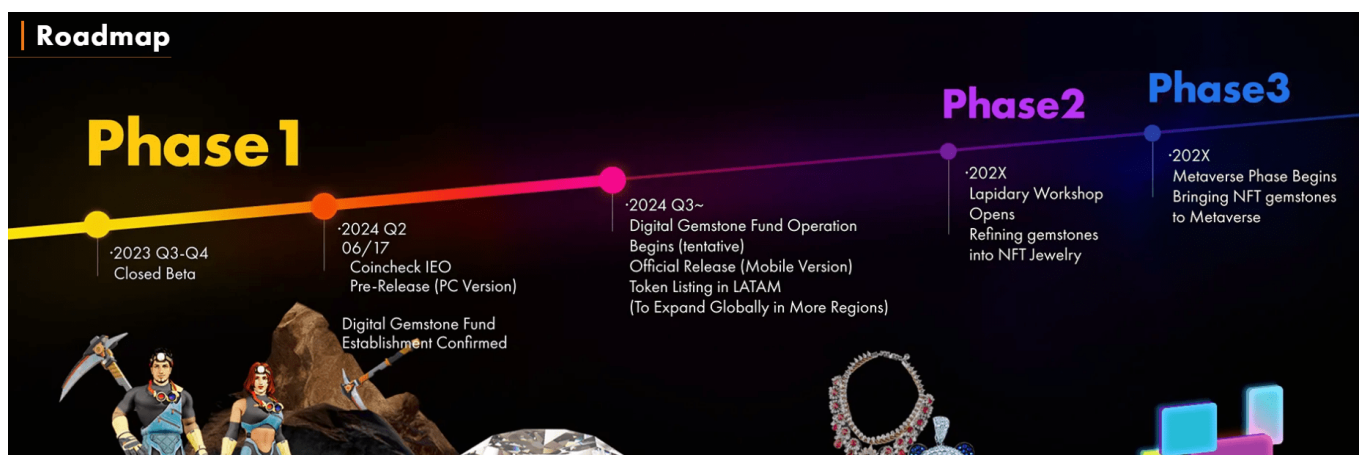 Roadmap
Phase1
·2023 Q3-Q4
Closed Beta
·2024 Q2
06/17
Coincheck IEO
Pre-Release (PC Version)
Digital Gemstone Fund
Establishment Confirmed
·2024 Q3~
Digital Gemstone Fund Operation
Begins (tentative)
Official Release (Mobile Version)
Token Listing in LATAM
(To Expand Globally in More Regions)
Phase2
·202X
Lapidary Workshop
Opens
Refining gemstones
into NFT Jewelry
Phase3
·202X
Metaverse Phase Begins
Bringing NFT gemstones
to Metaverse